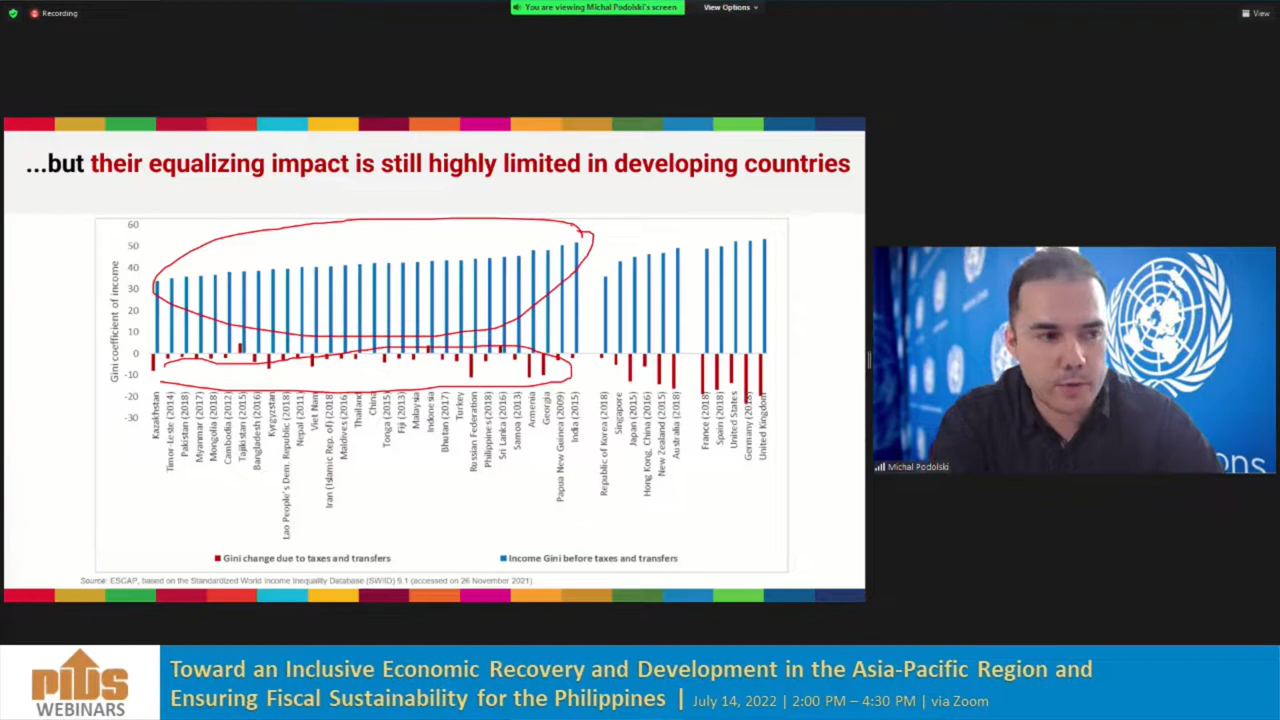 Recording
You are viewing Michal Podolski's screen
View Options
View
...but their equalizing impact is still highly limited in developing countries
Gini coefficient of income
60
50
40
30
20
10
0
-10
-20
-30
Kazakhstan
Timor-Leste (2014)
Pakistan (2018)
Myanmar (2017)
Mongolia (2018)
Cambodia (2012)
Tajikistan (2015)
Bangladesh (2016)
Kyrgyzstan
Lao People's Dem. Republic (2018)
Nepal (2011)
Viet Nam
Iran (Islamic Rep. of) (2018)
Maldives (2016)
Thailand
China
Tonga (2015)
Fiji (2013)
Malaysia
Indonesia
Bhutan (2017)
Turkey
Russian Federation
Philippines (2018)
Sri Lanka (2016)
Samoa (2013)
Armenia
Georgia
Papua New Guinea (2009)
India (2015)
Republic of Korea (2018)
Singapore
Japan (2015)
Hong Kong, China (2016)
New Zealand (2015)
Australia (2018)
France (2018)
Spain (2018)
United States
Germany (2018)
United Kingdom
Gini change due to taxes and transfers
Income Gini before taxes and transfers
Source: ESCAP, based on the Standardized World Income Inequality Database (SWIID) 9.1 (accessed on 26 November 2021).
Michal Podolski
ons
PIDS
WEBINARS
Toward an Inclusive Economic Recovery and Development in the Asia-Pacific Region and
Ensuring Fiscal Sustainability for the Philippines | July 14, 2022 | 2:00 PM – 4:30 PM | via Zoom